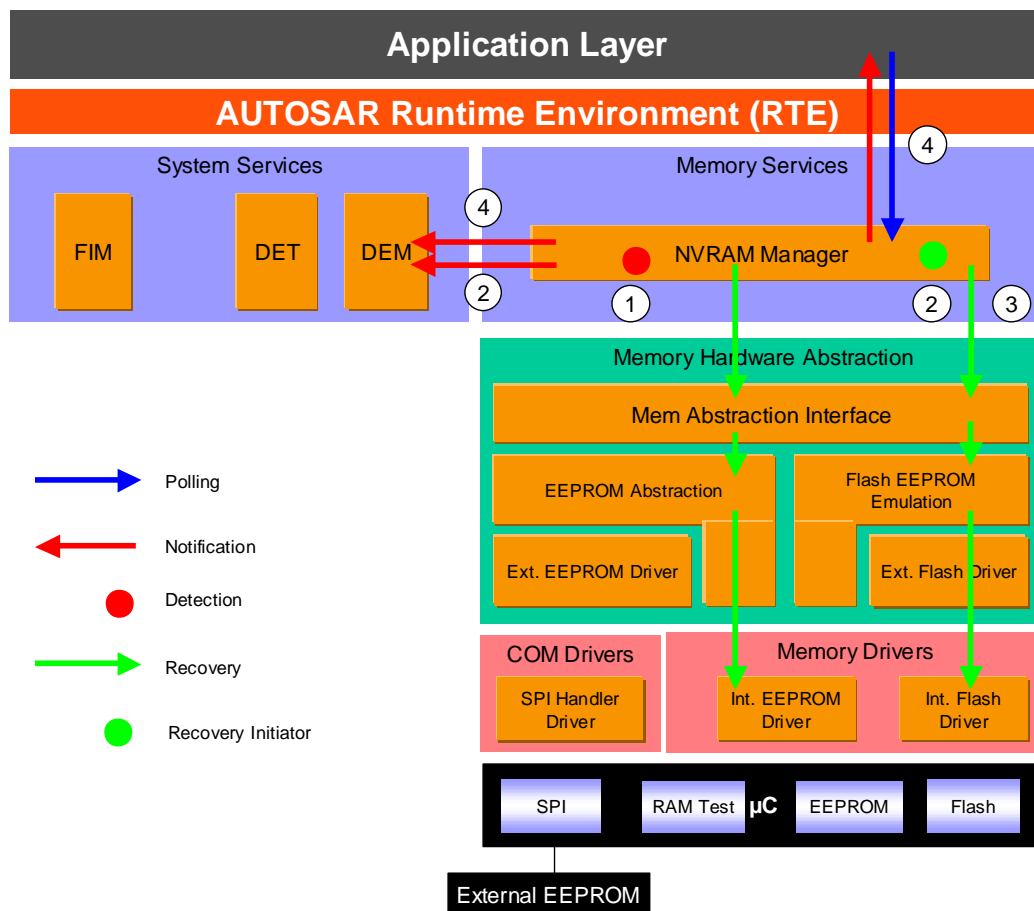 Application Layer
AUTOSAR Runtime Environment (RTE)
System Services
Memory Services
4
4
FIM
DET
DEM
NVRAM Manager
2
1
2
3
Memory Hardware Abstraction
Mem Abstraction Interface
EEPROM Abstraction
Flash EEPROM
Emulation
Ext. EEPROM Driver
Ext. Flash Driver
Polling
Notification
Detection
Recovery
Recovery Initiator
COM Drivers
Memory Drivers
SPI Handler
Driver
Int. EEPROM
Driver
Int. Flash
Driver
SPI
RAM Test
µC
EEPROM
Flash
External EEPROM